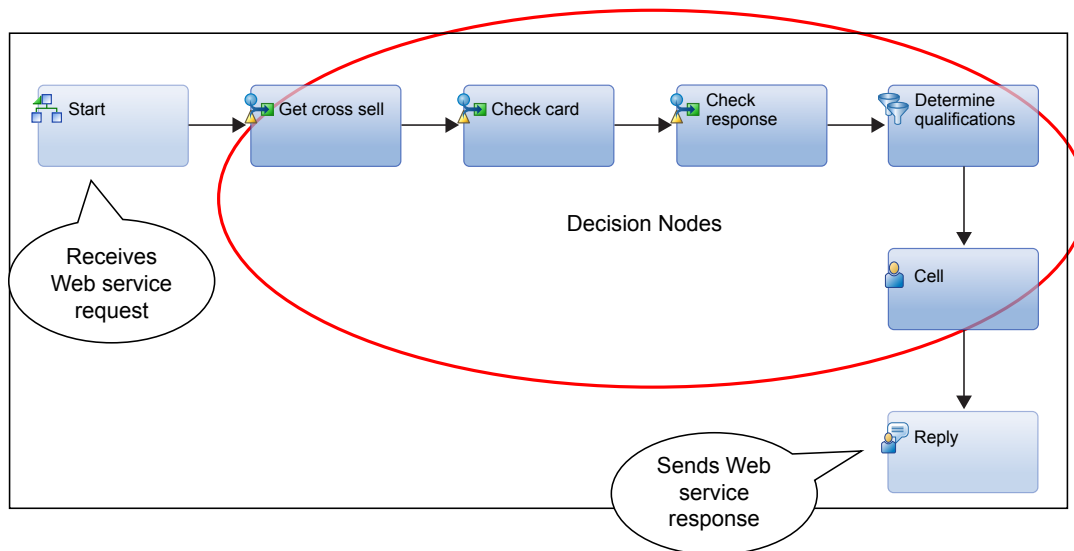 Start
Get cross sell
Check card
Check
response
Determine
qualifications
Decision Nodes
Receives
Web service
request
Cell
Reply
Sends Web
service
response